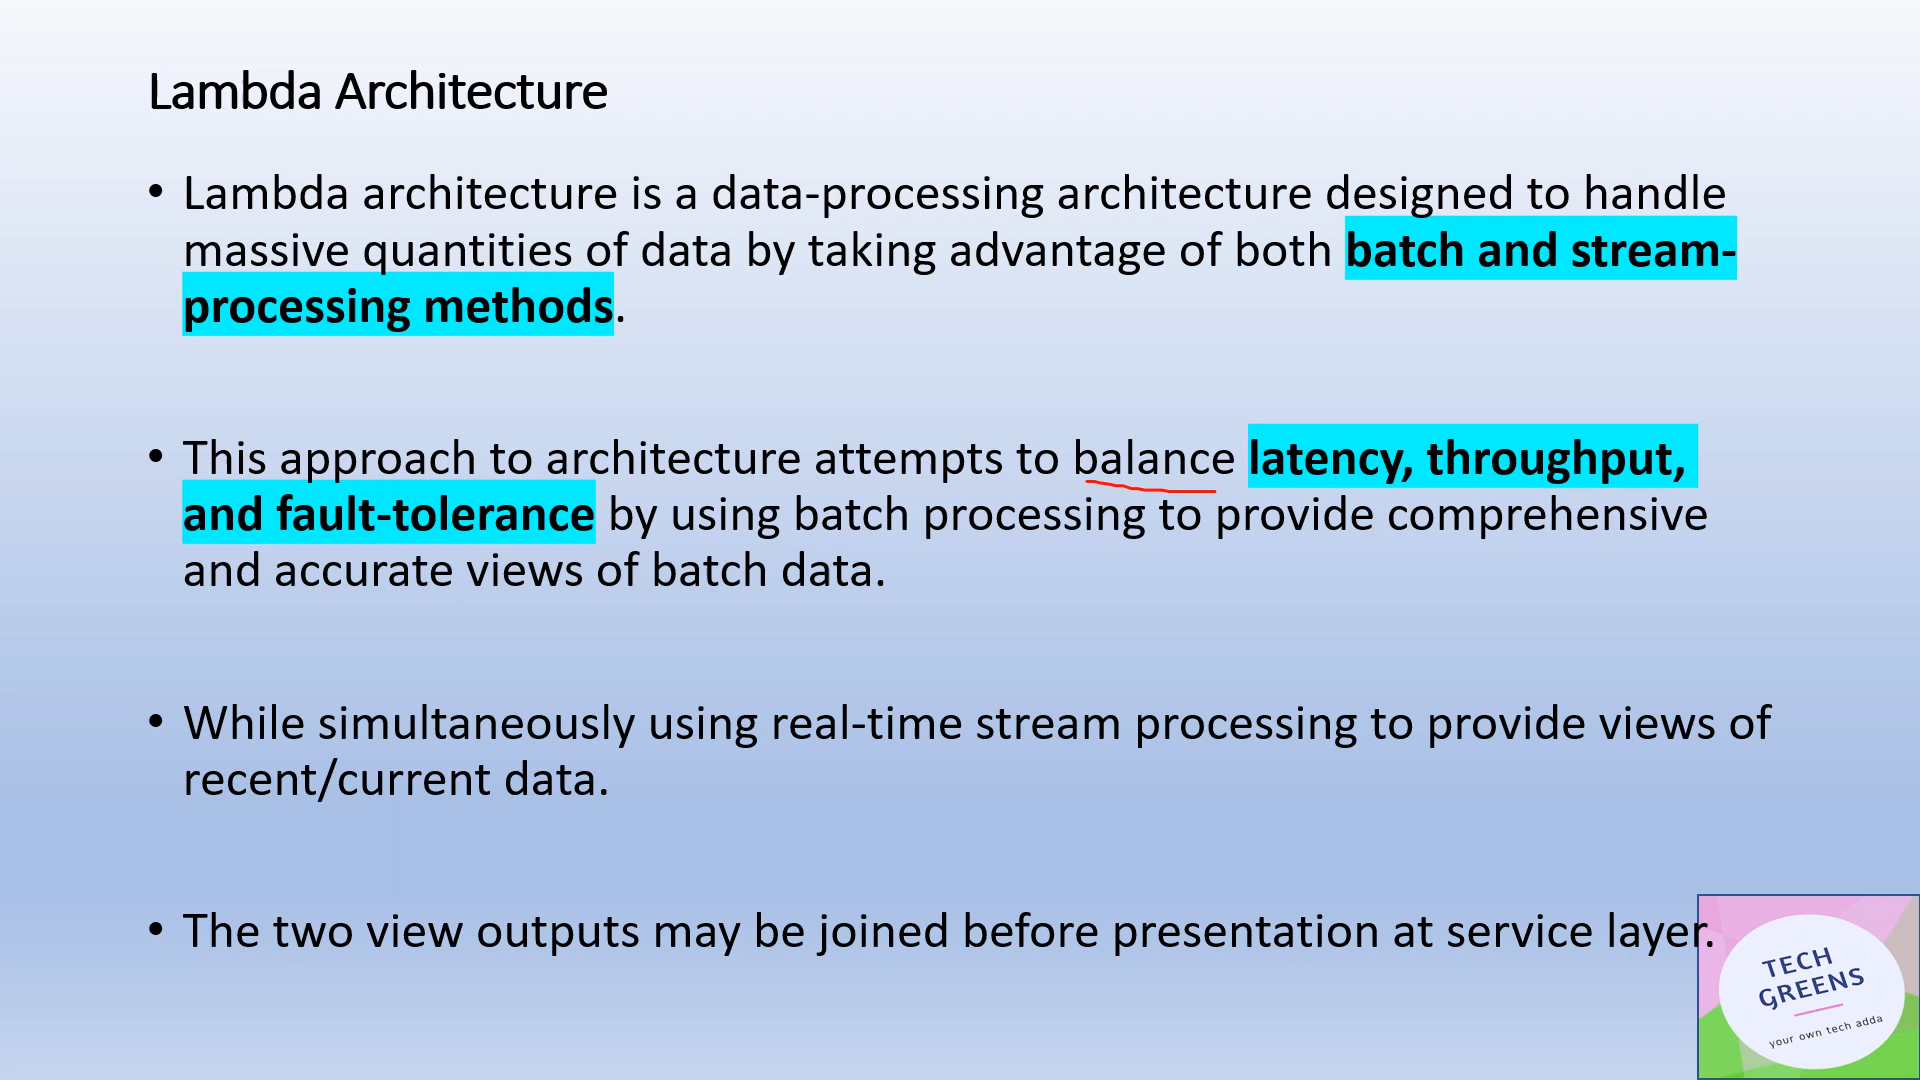 Lambda Architecture
• Lambda architecture is a data-processing architecture designed to handle
massive quantities of data by taking advantage of both batch and stream-
processing methods.
• This approach to architecture attempts to balance latency, throughput,
and fault-tolerance by using batch processing to provide comprehensive
and accurate views of batch data.
• While simultaneously using real-time stream processing to provide views of
recent/current data.
• The two view outputs may be joined before presentation at service layer.
TECH
GREENS
your own tech adda